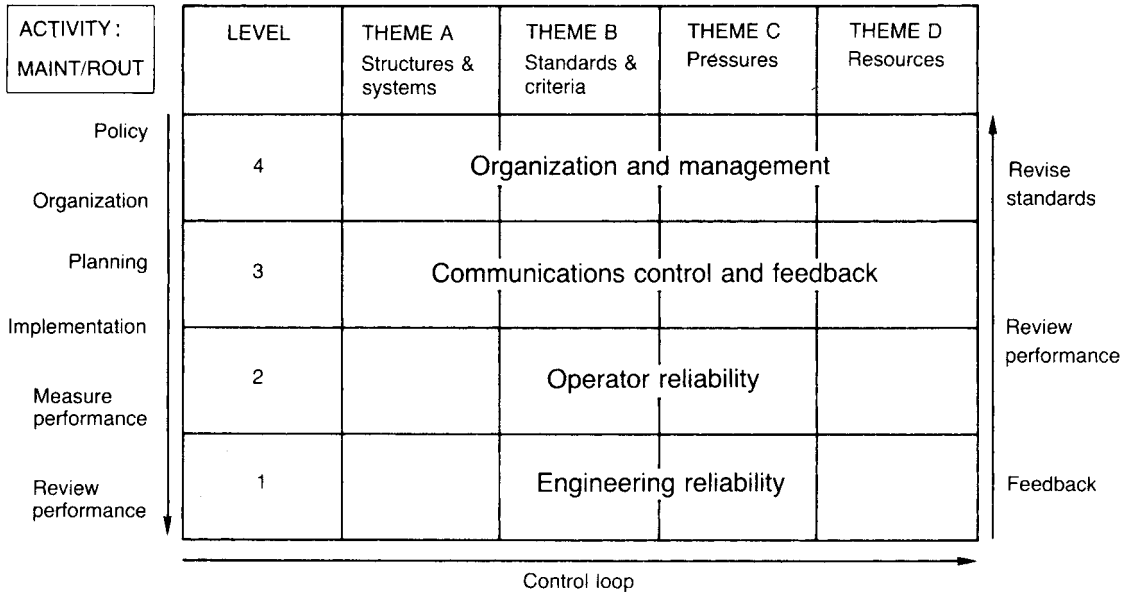 ACTIVITY:
MAINT/ROUT
LEVEL
THEME A
Structures &
systems
THEME B
Standards &
criteria
THEME C
Pressures
THEME D
Resources
Policy
Organization
Planning
Implementation
Measure
performance
Review
performance
4
Organization and management
3
Communications control and feedback
2
Operator reliability
1
Engineering reliability
Revise
standards
Review
performance
Feedback
Control loop